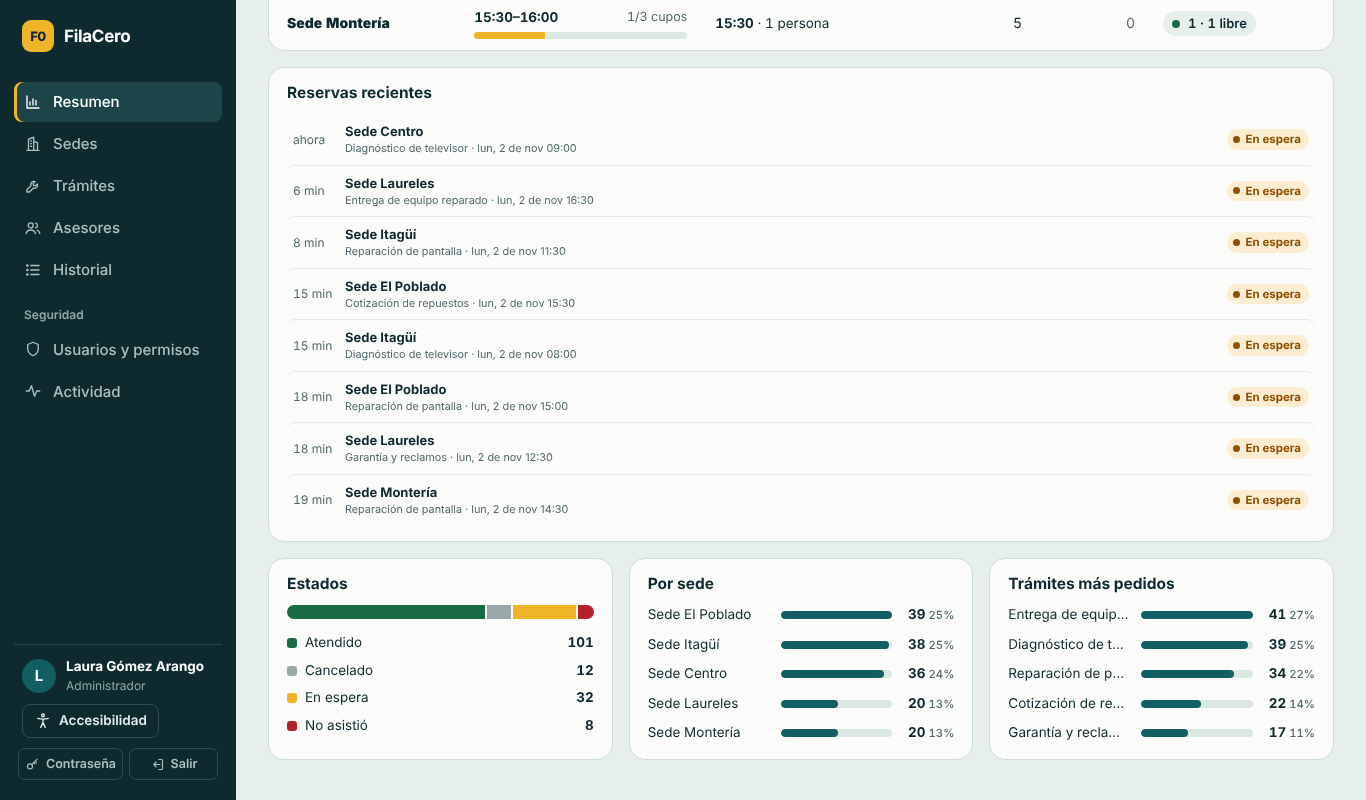 F0 FilaCero
Resumen
Sedes
Trámites
Asesores
Historial
Seguridad
Usuarios y permisos
Actividad
L Laura Gómez Arango
Administrador
Accesibilidad
Contraseña Salir
Sede Montería 15:30–16:00 1/3 cupos 15:30 · 1 persona 5 0 1 · 1 libre
Reservas recientes
ahora Sede Centro En espera
Diagnóstico de televisor · lun, 2 de nov 09:00
6 min Sede Laureles En espera
Entrega de equipo reparado · lun, 2 de nov 16:30
8 min Sede Itagüí En espera
Reparación de pantalla · lun, 2 de nov 11:30
15 min Sede El Poblado En espera
Cotización de repuestos · lun, 2 de nov 15:30
15 min Sede Itagüí En espera
Diagnóstico de televisor · lun, 2 de nov 08:00
18 min Sede El Poblado En espera
Reparación de pantalla · lun, 2 de nov 15:00
18 min Sede Laureles En espera
Garantía y reclamos · lun, 2 de nov 12:30
19 min Sede Montería En espera
Reparación de pantalla · lun, 2 de nov 14:30
Estados
Atendido 101
Cancelado 12
En espera 32
No asistió 8
Por sede
Sede El Poblado 39 25%
Sede Itagüí 38 25%
Sede Centro 36 24%
Sede Laureles 20 13%
Sede Montería 20 13%
Trámites más pedidos
Entrega de equip... 41 27%
Diagnóstico de t... 39 25%
Reparación de p... 34 22%
Cotización de re... 22 14%
Garantía y recla... 17 11%